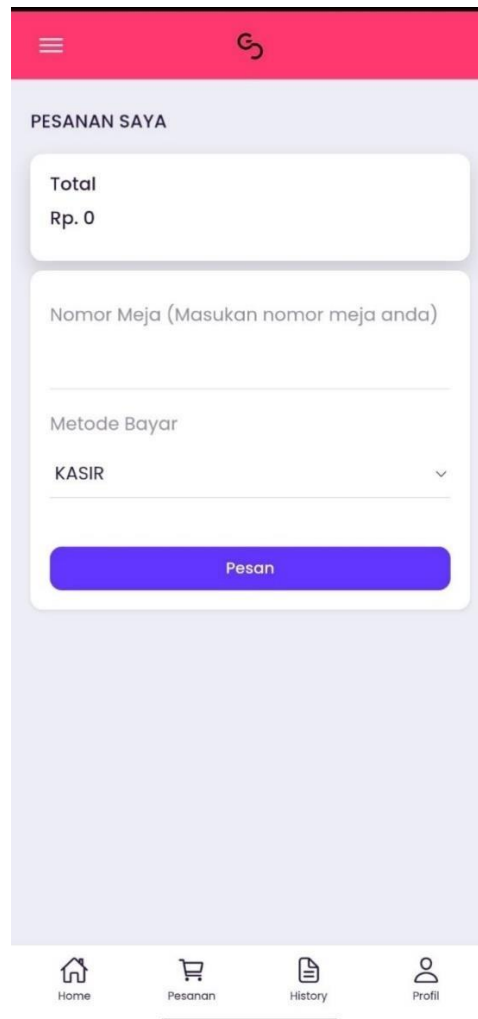 PESANAN SAYA
Total
Rp. 0
Nomor Meja (Masukan nomor meja anda)
Metode Bayar
KASIR
Pesan
Home Pesanan History Profil